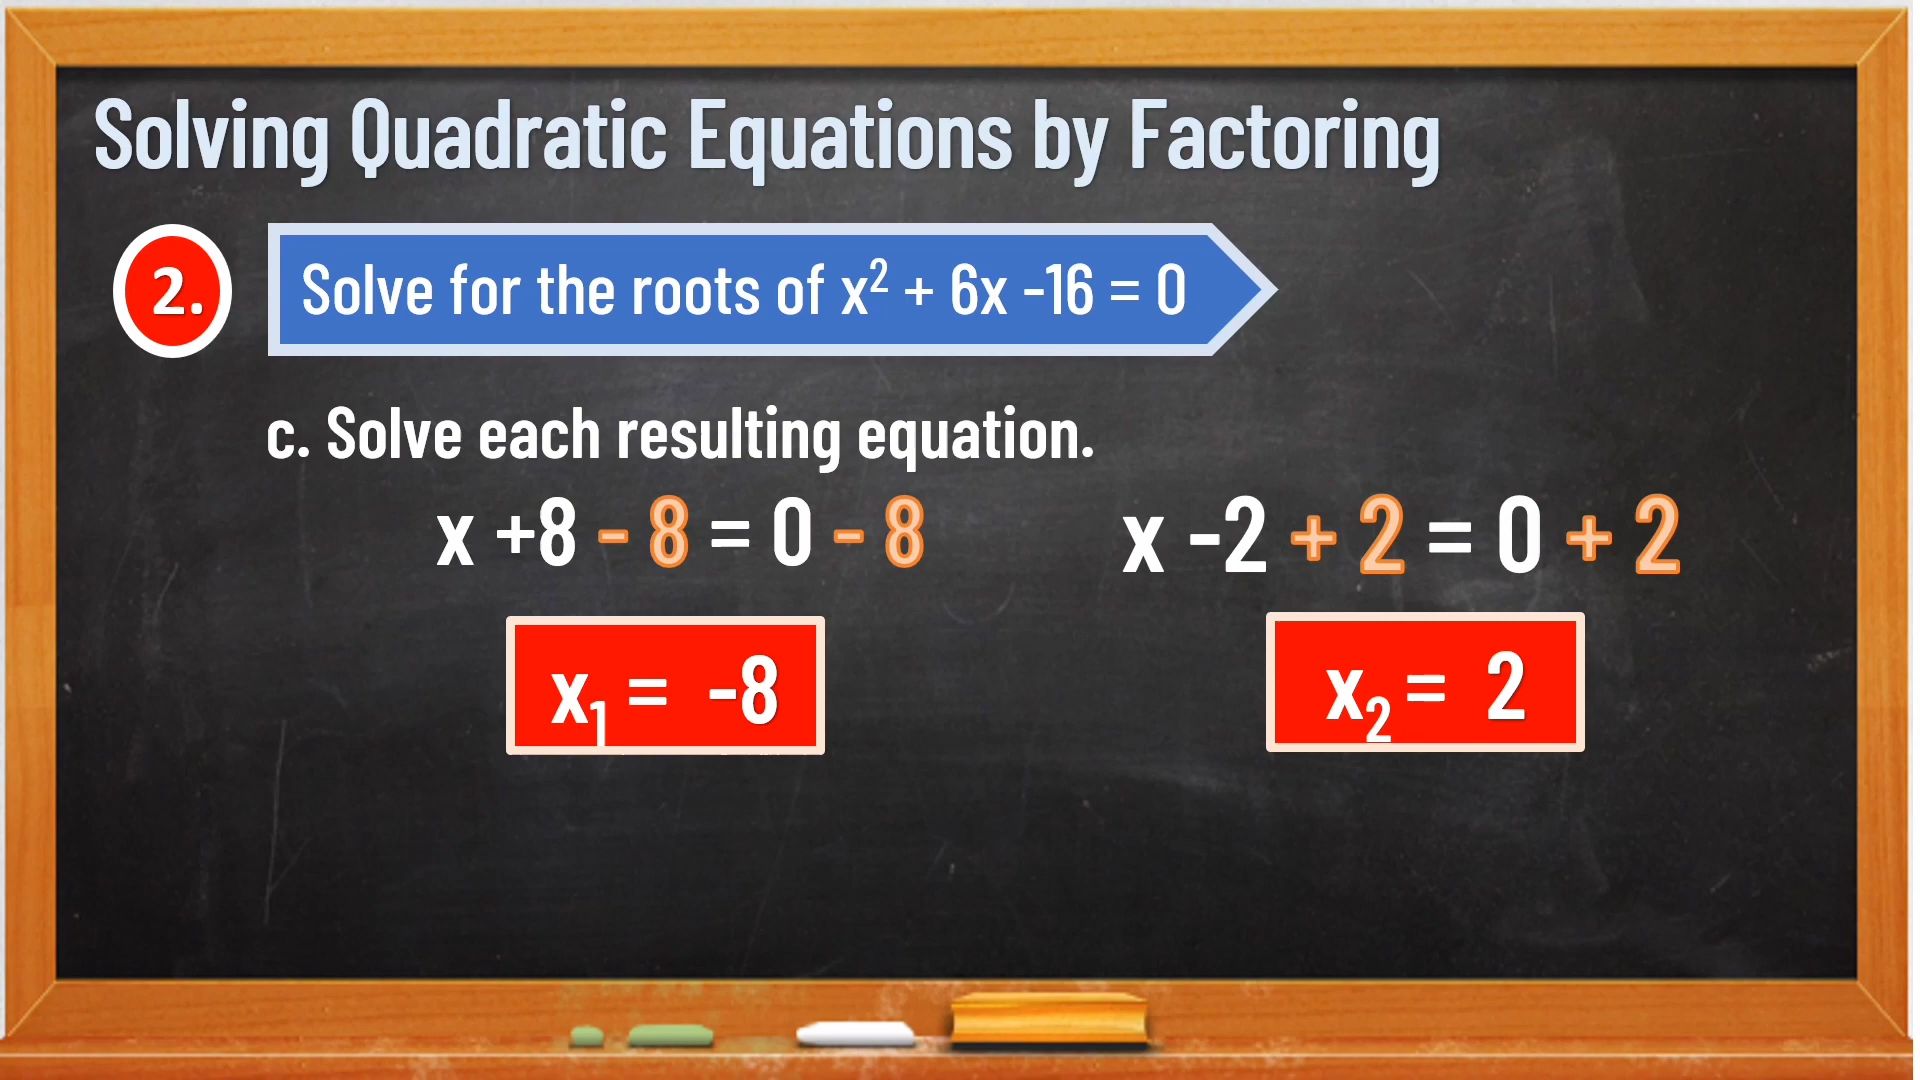 Solving Quadratic Equations by Factoring
2. Solve for the roots of x² + 6x -16 = 0
c. Solve each resulting equation.
x +8 - 8 = 0 - 8
x -2 + 2 = 0 + 2
x₁ = -8
x₂ = 2